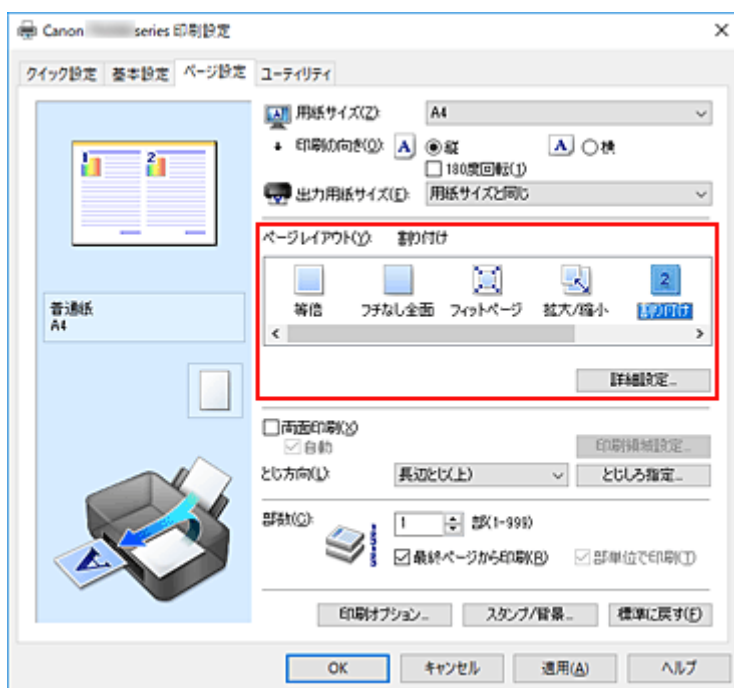 Canon series 印刷設定
クイック設定 基本設定 ページ設定 ユーティリティ
用紙サイズ(Z): A4
印刷の向き(O): A 縦 A 横
180度回転(J)
出力用紙サイズ(E): 用紙サイズと同じ
1 2
ページレイアウト(Y): 割り付け
2
等倍 フチなし全面 フィットページ 拡大/縮小 割り付け
普通紙
A4
詳細設定...
両面印刷(X)
自動
印刷領域設定...
とじ方向(L): 長辺とじ(上) とじしろ指定...
部数(C): 1 部(1-999)
最終ページから印刷(R) 部単位で印刷(T)
印刷オプション... スタンプ/背景... 標準に戻す(F)
OK キャンセル 適用(A) ヘルプ